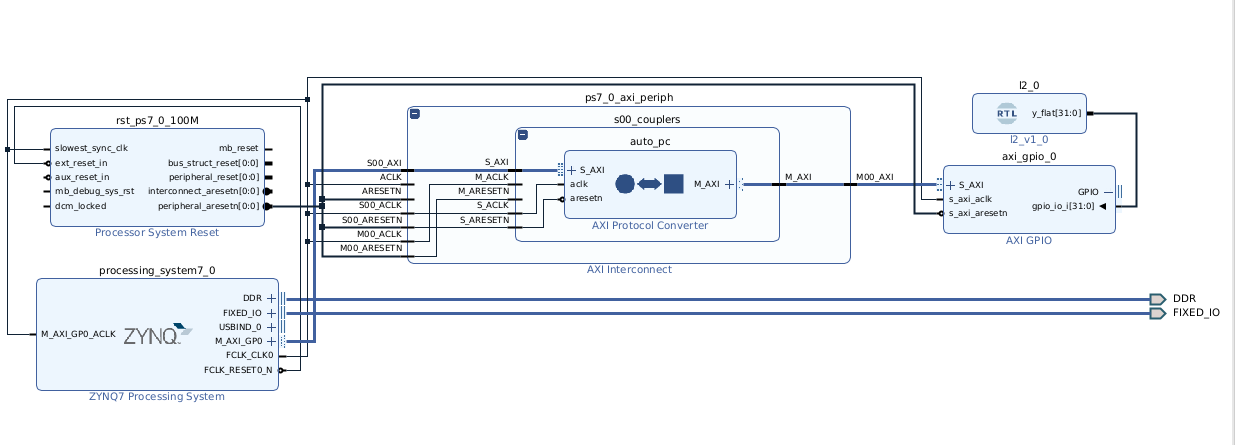 rst_ps7_0_100M
slowest_sync_clk
ext_reset_in
aux_reset_in
mb_debug_sys_rst
dcm_locked
mb_reset
bus_struct_reset[0:0]
peripheral_reset[0:0]
interconnect_aresetn[0:0]
peripheral_aresetn[0:0]
Processor System Reset
processing_system7_0
M_AXI_GP0_ACLK
ZYNQ
DDR
FIXED_IO
USBIND_0
M_AXI_GP0
FCLK_CLK0
FCLK_RESET0_N
ZYNQ7 Processing System
ps7_0_axi_periph
S00_AXI
ACLK
ARESETN
S00_ACLK
S00_ARESETN
M00_ACLK
M00_ARESETN
s00_couplers
S_AXI
M_ACLK
M_ARESETN
S_ACLK
S_ARESETN
auto_pc
S_AXI
aclk
aresetn
M_AXI
AXI Protocol Converter
M_AXI
M00_AXI
AXI Interconnect
l2_0
RTL
y_flat[31:0]
l2_v1_0
axi_gpio_0
S_AXI
s_axi_aclk
s_axi_aresetn
GPIO
gpio_io_i[31:0]
AXI GPIO
DDR
FIXED_IO